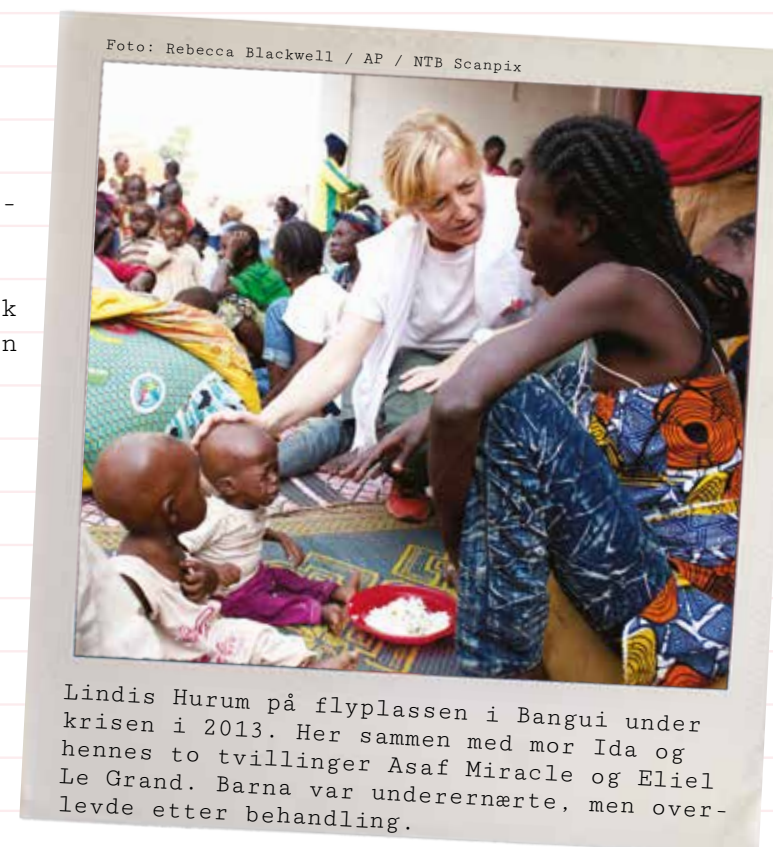 Foto: Rebecca Blackwell / AP / NTB Scanpix
-
k
n
Lindis Hurum på flyplassen i Bangui under
krisen i 2013. Her sammen med mor Ida og
hennes to tvillinger Asaf Miracle og Eliel
Le Grand. Barna var underernærte, men over-
levde etter behandling.